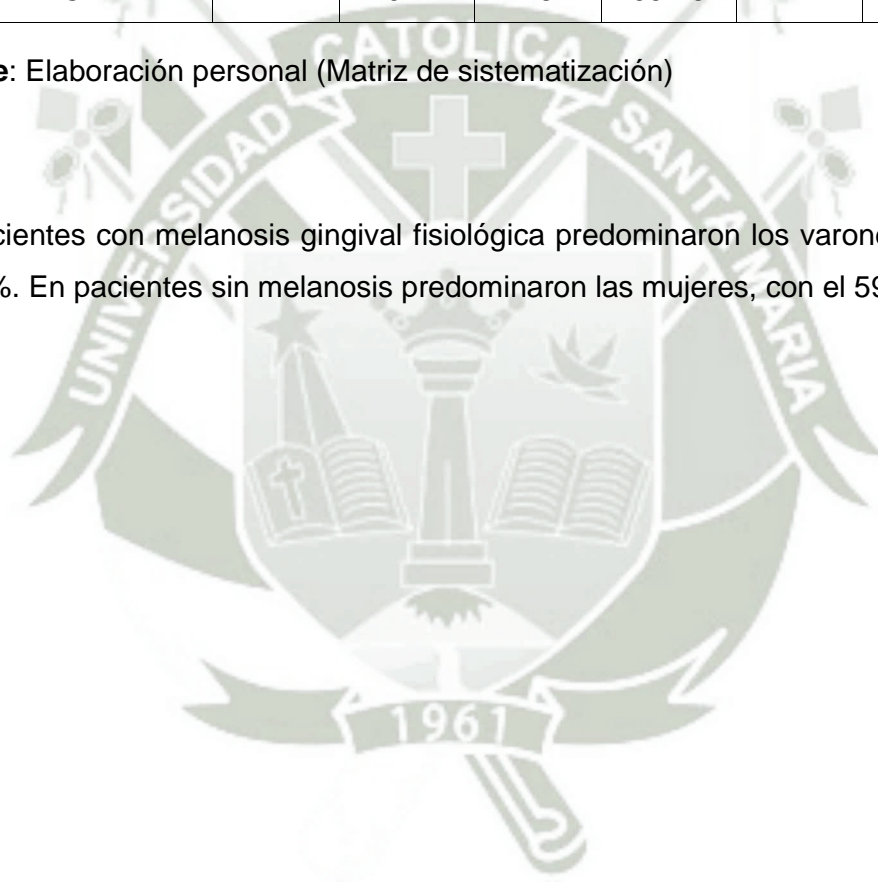 e: Elaboración personal (Matriz de sistematización)
cientes con melanosis gingival fisiológica predominaron los varon
%. En pacientes sin melanosis predominaron las mujeres, con el 59
UNIVERSIDAD CATOLICA SANTA MARIA
1961